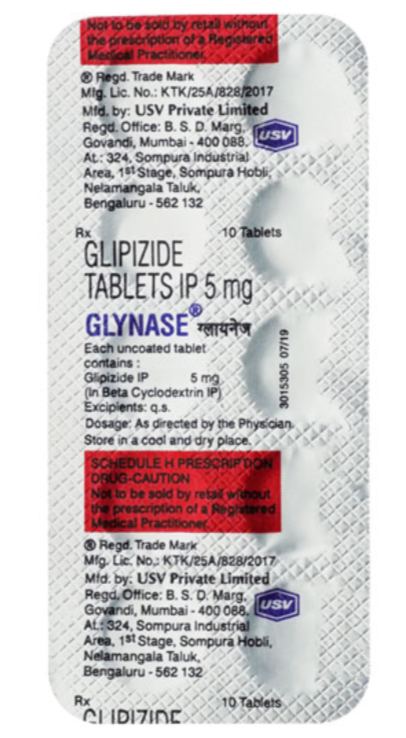 Not to be sold by retail without
the prescription of a Registered
Medical Practitioner.
® Regd. Trade Mark
Mfg. Lic. No.: KTK/25A/828/2017
Mfd. by: USV Private Limited
Regd. Office: B. S. D. Marg,
Govandi, Mumbai - 400 088.
USV
At.: 324, Sompura Industrial
Area, 1st Stage, Sompura Hobli,
Nelamangala Taluk,
Bengaluru - 562 132
Rx 10 Tablets
GLIPIZIDE
TABLETS IP 5 mg
GLYNASE® ग्लायनेज
Each uncoated tablet
contains :
Glipizide IP 5 mg
(In Beta Cyclodextrin IP)
Excipients: q.s.
Dosage: As directed by the Physician.
Store in a cool and dry place.
3015305 07/19
SCHEDULE H PRESCRIPTION
DRUG-CAUTION
Not to be sold by retail without
the prescription of a Registered
Medical Practitioner.
® Regd. Trade Mark
Mfg. Lic. No.: KTK/25A/828/2017
Mfd. by: USV Private Limited
Regd. Office: B. S. D. Marg,
Govandi, Mumbai - 400 088.
USV
At.: 324, Sompura Industrial
Area, 1st Stage, Sompura Hobli,
Nelamangala Taluk,
Bengaluru - 562 132
Rx 10 Tablets
GLIPIZIDE